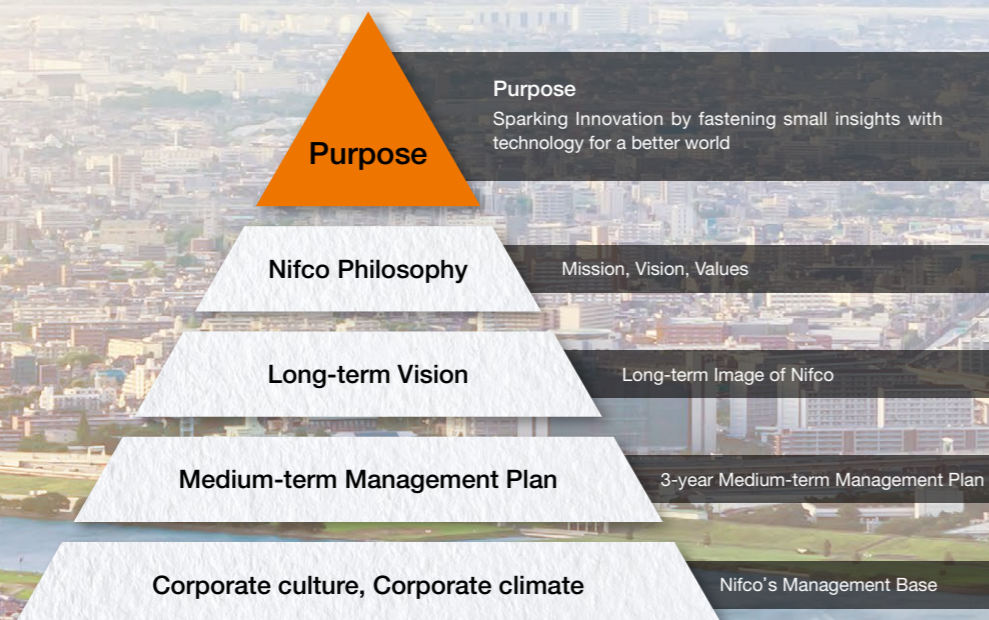 Purpose
Purpose
Sparking Innovation by fastening small insights with
technology for a better world
Nifco Philosophy
Mission, Vision, Values
Long-term Vision
Long-term Image of Nifco
Medium-term Management Plan
3-year Medium-term Management Plan
Corporate culture, Corporate climate
Nifco's Management Base